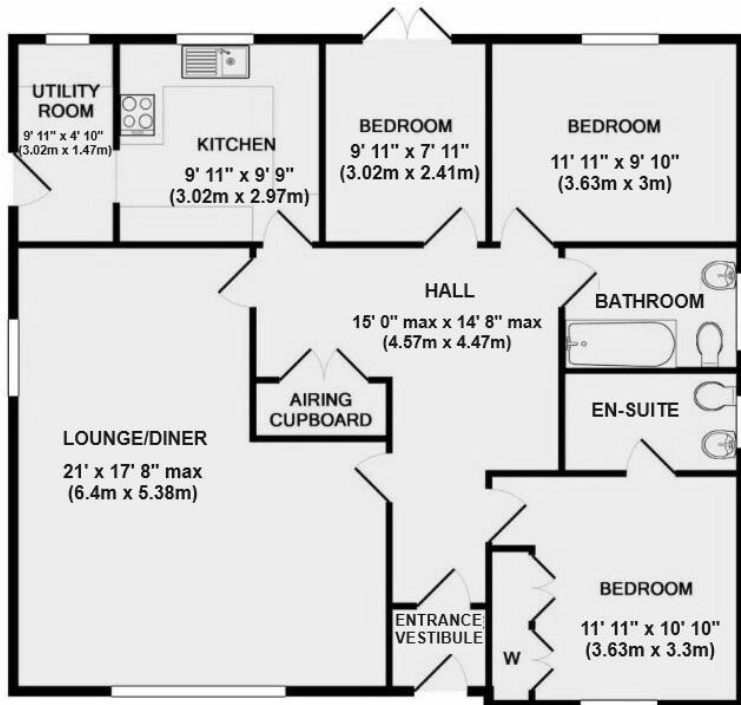 UTILITY
ROOM
9' 11" x 4' 10"
(3.02m x 1.47m)
KITCHEN
9' 11" x 9' 9"
(3.02m x 2.97m)
BEDROOM
9' 11" x 7' 11"
(3.02m x 2.41m)
BEDROOM
11' 11" x 9' 10"
(3.63m x 3m)
HALL
15' 0" max x 14' 8" max
(4.57m x 4.47m)
BATHROOM
AIRING
CUPBOARD
EN-SUITE
LOUNGE/DINER
21' x 17' 8" max
(6.4m x 5.38m)
ENTRANCE
VESTIBULE
W
BEDROOM
11' 11" x 10' 10"
(3.63m x 3.3m)